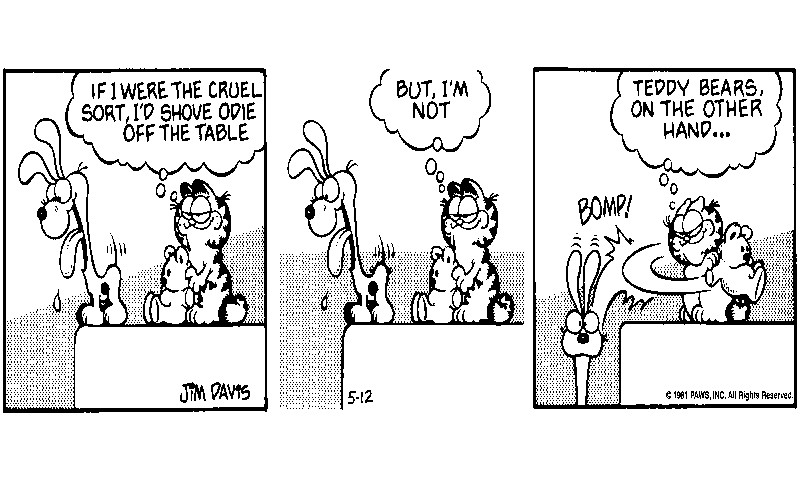 IF I WERE THE CRUEL
SORT, I'D SHOVE ODIE
OFF THE TABLE
JIM DAVIS
BUT, I'M
NOT
5-12
TEDDY BEARS,
ON THE OTHER
HAND...
BOMP!
© 1981 PAWS, INC. All Rights Reserved.